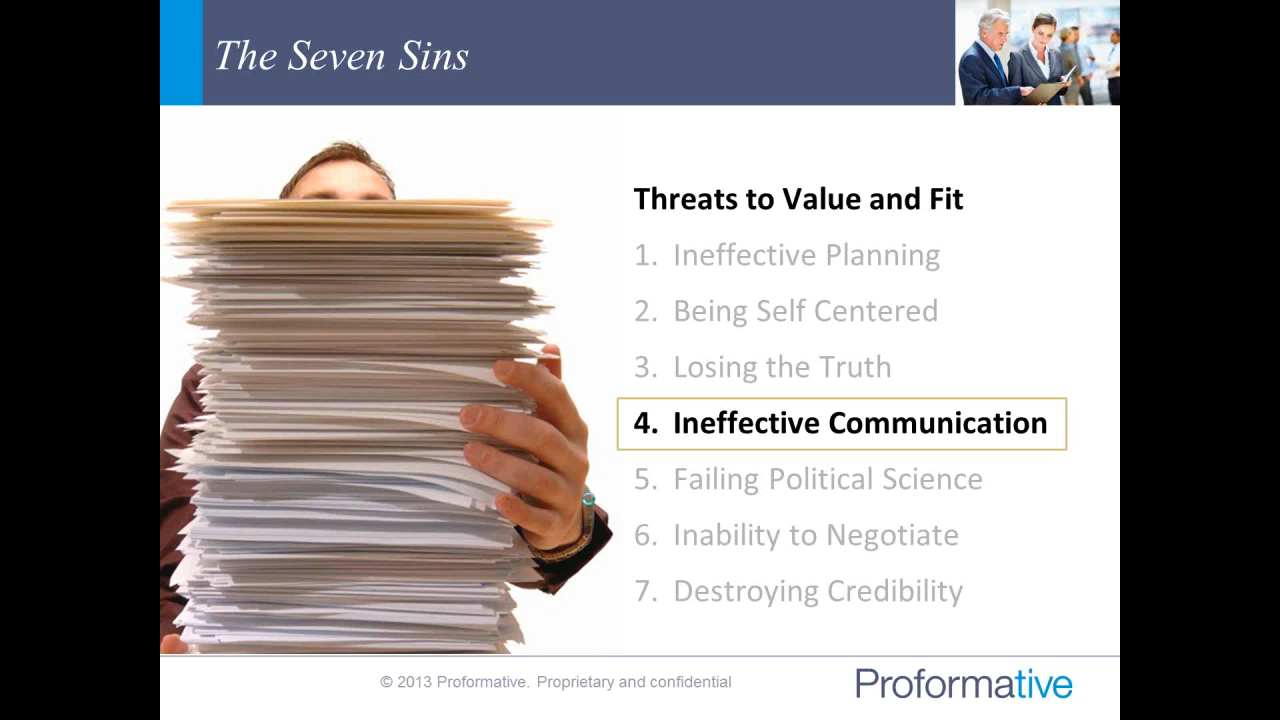 The Seven Sins
Threats to Value and Fit
1. Ineffective Planning
2. Being Self Centered
3. Losing the Truth
4. Ineffective Communication
5. Failing Political Science
6. Inability to Negotiate
7. Destroying Credibility
© 2013 Proformative. Proprietary and confidential
Proformative